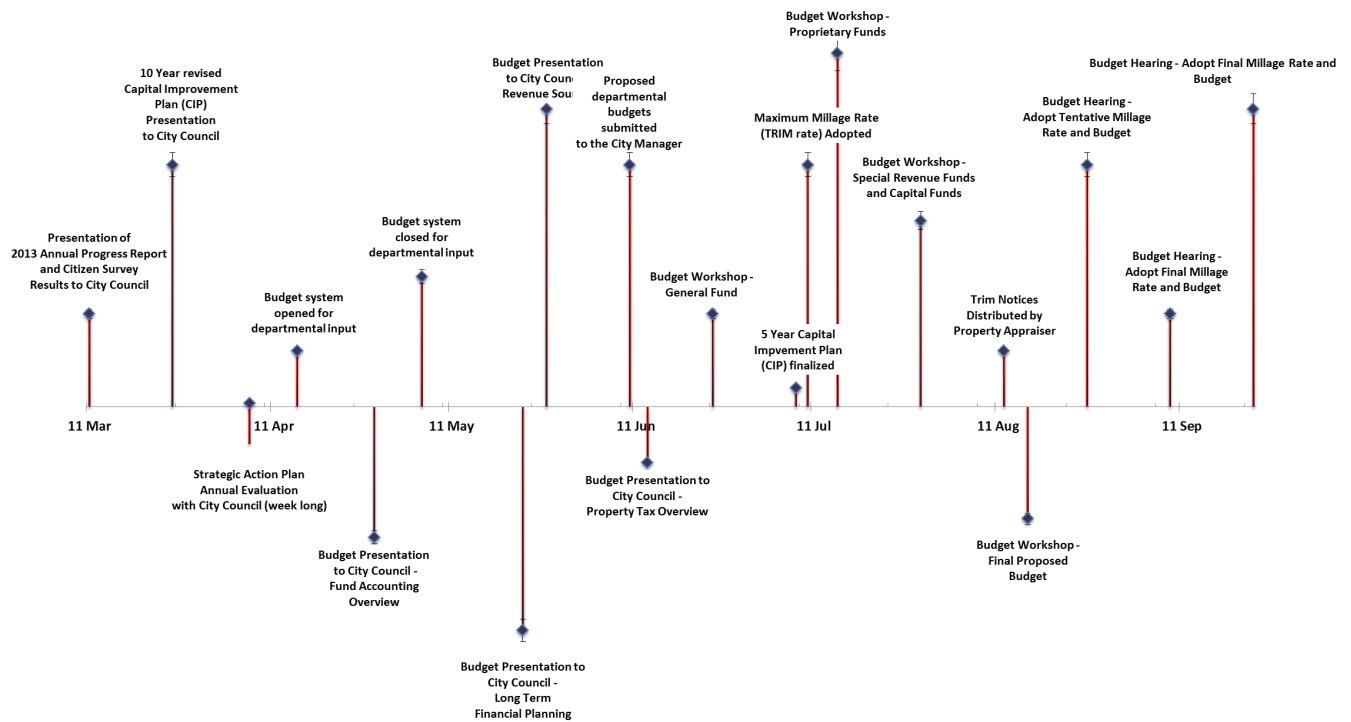 Budget Workshop -
Proprietary Funds
10 Year revised
Capital Improvement
Plan (CIP)
Presentation
to City Council
Budget Presentation
to City
Revenue
Proposed
departmental
budgets
submitted
to the City Manager
Budget Hearing - Adopt Final Millage Rate and
Budget
Maximum Millage Rate
(TRIM rate) Adopted
Budget Hearing -
Adopt Tentative Millage
Rate and Budget
Budget Workshop -
Special Revenue Funds
and Capital Funds
Presentation of
2013 Annual Progress Report
and Citizen Survey
Results to City Council
Budget system
closed for
departmental input
Budget system
opened for
departmental input
Budget Workshop -
General Fund
5 Year Capital
Impvement Plan
(CIP) finalized
Trim Notices
Distributed by
Property Appraiser
Budget Hearing -
Adopt Final Millage
Rate and Budget
11 Mar
11 Apr
11 May
11 Jun
11 Jul
11 Aug
11 Sep
Strategic Action Plan
Annual Evaluation
with City Council (week long)
Budget Presentation
to City Council -
Fund Accounting
Overview
Budget Presentation to
City Council -
Long Term
Financial Planning
Budget Presentation to
City Council -
Property Tax Overview
Budget Workshop -
Final Proposed
Budget